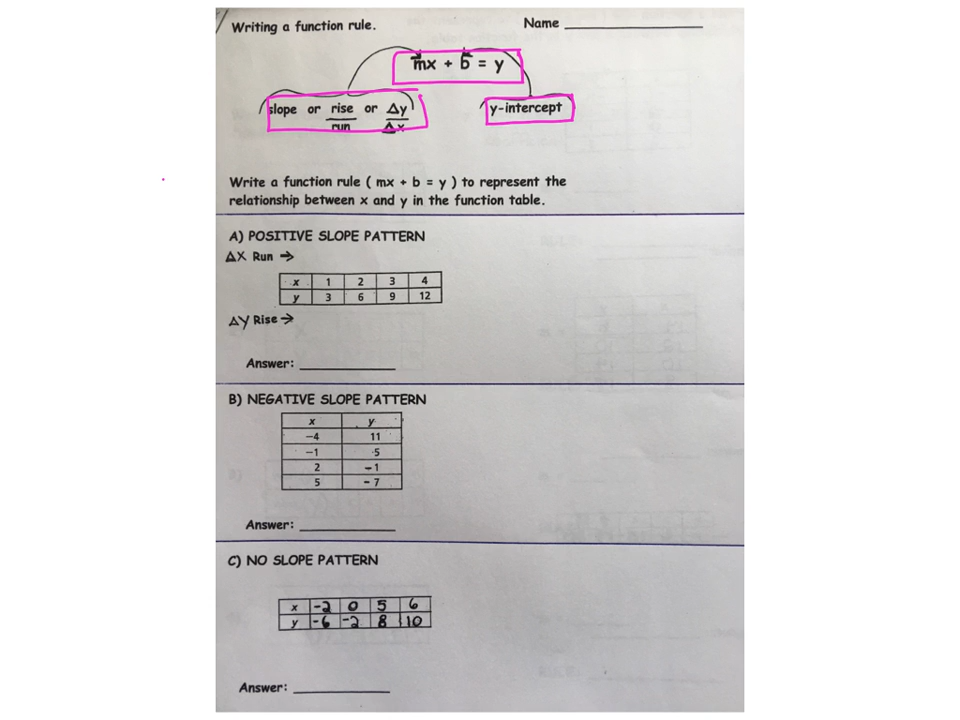 Writing a function rule.
Name
mx + b = y
slope or rise or Δy
run Δx
y-intercept
Write a function rule ( mx + b = y ) to represent the
relationship between x and y in the function table.
A) POSITIVE SLOPE PATTERN
ΔX Run →
x 1 2 3 4
y 3 6 9 12
ΔY Rise →
Answer:
B) NEGATIVE SLOPE PATTERN
x y
-4 11
-1 5
2 -1
5 -7
Answer:
C) NO SLOPE PATTERN
x -2 0 5 6
y -6 -2 8 10
Answer: